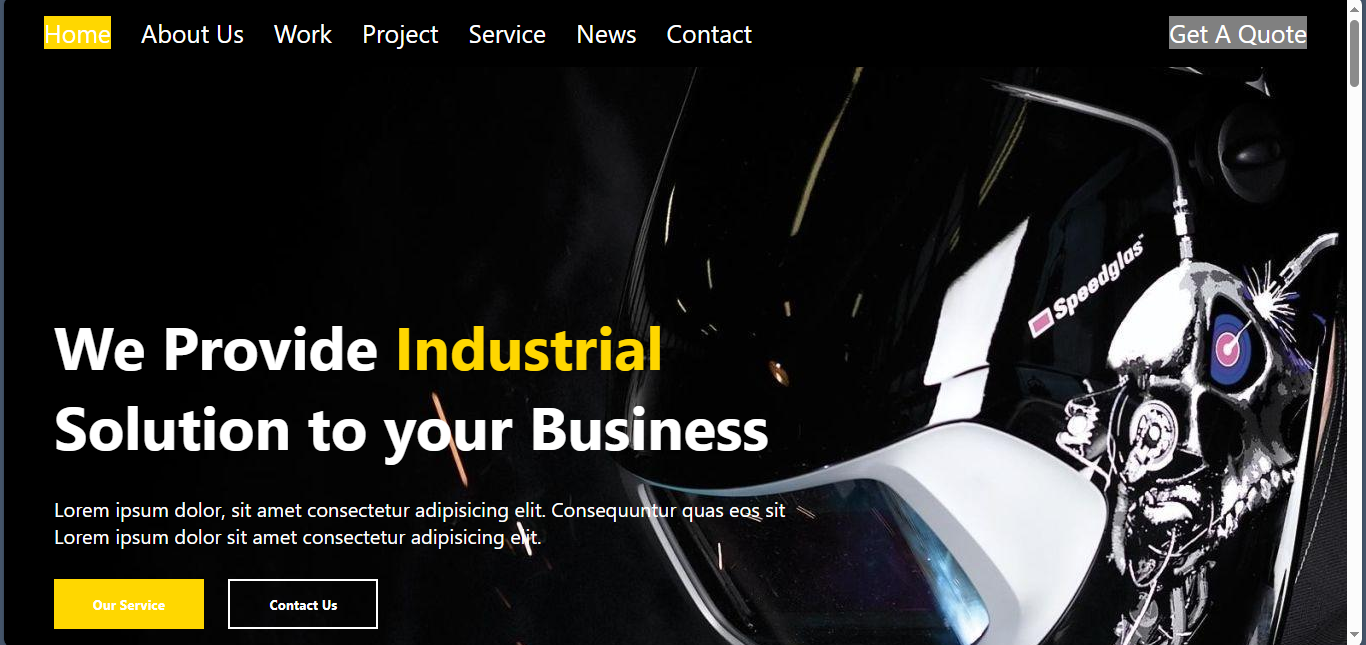 Home About Us Work Project Service News Contact Get A Quote
Speedglas™
We Provide Industrial
Solution to your Business
Lorem ipsum dolor, sit amet consectetur adipisicing elit. Consequuntur quas eos sit
Lorem ipsum dolor sit amet consectetur adipisicing elit.
Our Service Contact Us